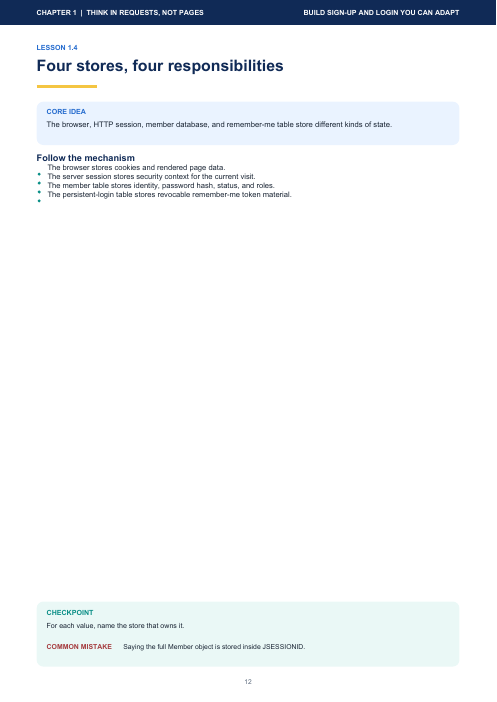 CHAPTER 1 | THINK IN REQUESTS, NOT PAGES BUILD SIGN-UP AND LOGIN YOU CAN ADAPT
LESSON 1.4
Four stores, four responsibilities
CORE IDEA
The browser, HTTP session, member database, and remember-me table store different kinds of state.
Follow the mechanism
The browser stores cookies and rendered page data.
The server session stores security context for the current visit.
The member table stores identity, password hash, status, and roles.
The persistent-login table stores revocable remember-me token material.
CHECKPOINT
For each value, name the store that owns it.
COMMON MISTAKE Saying the full Member object is stored inside JSESSIONID.
12